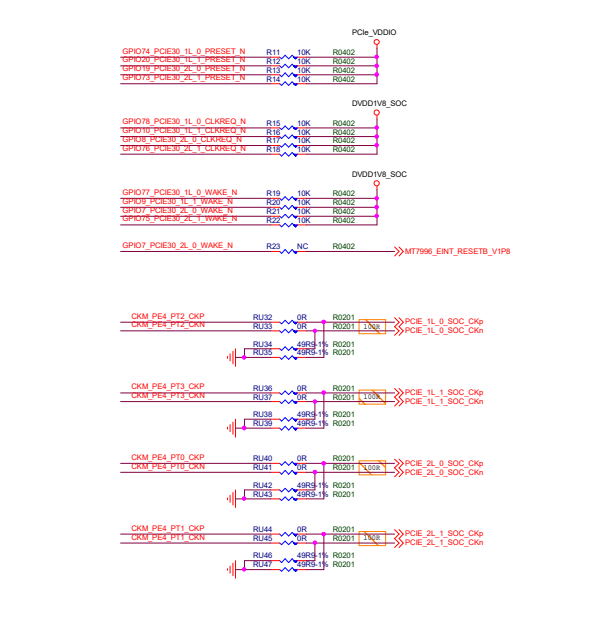 PCIe_VDDIO
GPIO74_PCIE30_1L_0_PRESET_N R11 10K R0402
GPIO20_PCIE30_1L_1_PRESET_N R12 10K R0402
GPIO19_PCIE30_2L_0_PRESET_N R13 10K R0402
GPIO73_PCIE30_2L_1_PRESET_N R14 10K R0402
DVDD1V8_SOC
GPIO78_PCIE30_1L_0_CLKREQ_N R15 10K R0402
GPIO10_PCIE30_1L_1_CLKREQ_N R16 10K R0402
GPIO8_PCIE30_2L_0_CLKREQ_N R17 10K R0402
GPIO76_PCIE30_2L_1_CLKREQ_N R18 10K R0402
DVDD1V8_SOC
GPIO77_PCIE30_1L_0_WAKE_N R19 10K R0402
GPIO9_PCIE30_1L_1_WAKE_N R20 10K R0402
GPIO7_PCIE30_2L_0_WAKE_N R21 10K R0402
GPIO75_PCIE30_2L_1_WAKE_N R22 10K R0402
GPIO7_PCIE30_2L_0_WAKE_N R23 NC R0402 MT7996_EINT_RESETB_V1P8
CKM_PE4_PT2_CKP RU32 0R R0201 PCIE_1L_0_SOC_CKp
CKM_PE4_PT2_CKN RU33 0R R0201 100R PCIE_1L_0_SOC_CKn
RU34 49R9-1% R0201
RU35 49R9-1% R0201
CKM_PE4_PT3_CKP RU36 0R R0201 PCIE_1L_1_SOC_CKp
CKM_PE4_PT3_CKN RU37 0R R0201 100R PCIE_1L_1_SOC_CKn
RU38 49R9-1% R0201
RU39 49R9-1% R0201
CKM_PE4_PT0_CKP RU40 0R R0201 PCIE_2L_0_SOC_CKp
CKM_PE4_PT0_CKN RU41 0R R0201 100R PCIE_2L_0_SOC_CKn
RU42 49R9-1% R0201
RU43 49R9-1% R0201
CKM_PE4_PT1_CKP RU44 0R R0201 PCIE_2L_1_SOC_CKp
CKM_PE4_PT1_CKN RU45 0R R0201 100R PCIE_2L_1_SOC_CKn
RU46 49R9-1% R0201
RU47 49R9-1% R0201